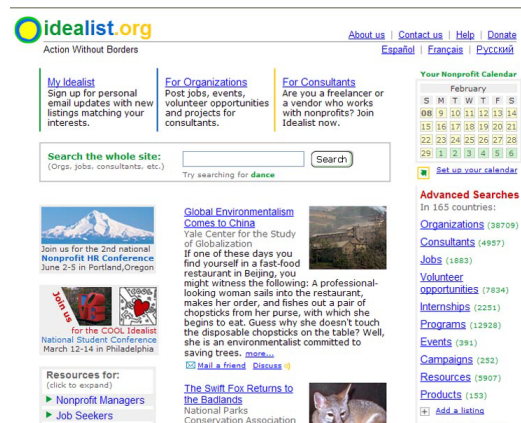 idealist.org
Action Without Borders
About us | Contact us | Help | Donate
Español | Français | Русский
My Idealist
Sign up for personal
email updates with new
listings matching your
interests.
For Organizations
Post jobs, events,
volunteer opportunities
and projects for
consultants.
For Consultants
Are you a freelancer or
a vendor who works
with nonprofits? Join
Idealist now.
Search the whole site:
(Orgs, jobs, consultants, etc.)
Search
Try searching for dance
Join us for the 2nd national
Nonprofit HR Conference
June 2-5 in Portland,Oregon
Join us
for the COOL Idealist
National Student Conference
March 12-14 in Philadelphia
Resources for:
(click to expand)
Nonprofit Managers
Job Seekers
Global Environmentalism
Comes to China
Yale Center for the Study
of Globalization
If one of these days you
find yourself in a fast-food
restaurant in Beijing, you
might witness the following: A professional-
looking woman sails into the restaurant,
makes her order, and fishes out a pair of
chopsticks from her purse, with which she
begins to eat. Guess why she doesn't touch
the disposable chopsticks on the table? Well,
she is an environmentalist committed to
saving trees. more...
Mail a friend Discuss
The Swift Fox Returns to
the Badlands
National Parks
Conservation Association
Your Nonprofit Calendar
February
S M T W T F S
08 9 10 11 12 13 14
15 16 17 18 19 20 21
22 23 24 25 26 27 28
29 1 2 3 4 5 6
Set up your calendar
Advanced Searches
In 165 countries:
Organizations (38709)
Consultants (4957)
Jobs (1883)
Volunteer
opportunities (7834)
Internships (2251)
Programs (12928)
Events (391)
Campaigns (252)
Resources (5907)
Products (153)
Add a listing